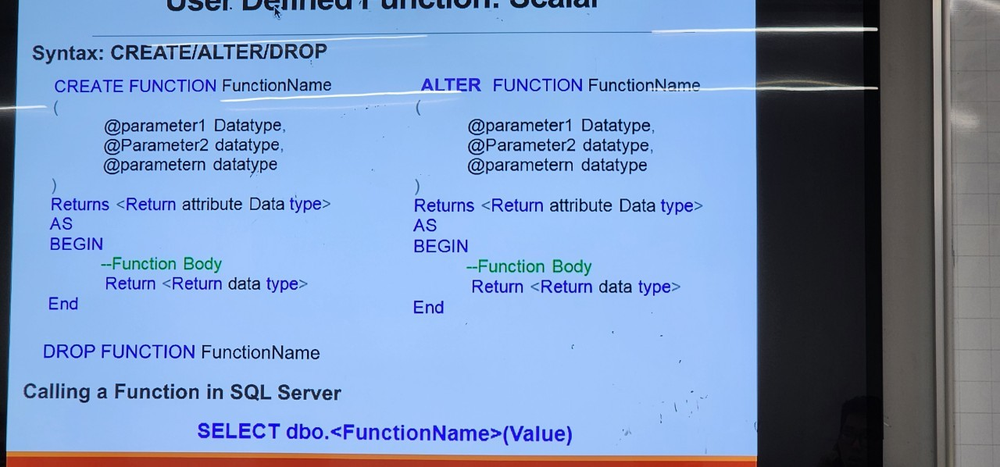 User Defined Function: Scalar
Syntax: CREATE/ALTER/DROP
CREATE FUNCTION FunctionName
(
@parameter1 Datatype,
@Parameter2 datatype,
@parametern datatype
)
Returns <Return attribute Data type>
AS
BEGIN
--Function Body
Return <Return data type>
End
ALTER FUNCTION FunctionName
(
@parameter1 Datatype,
@Parameter2 datatype,
@parametern datatype
)
Returns <Return attribute Data type>
AS
BEGIN
--Function Body
Return <Return data type>
End
DROP FUNCTION FunctionName
Calling a Function in SQL Server
SELECT dbo.<FunctionName>(Value)